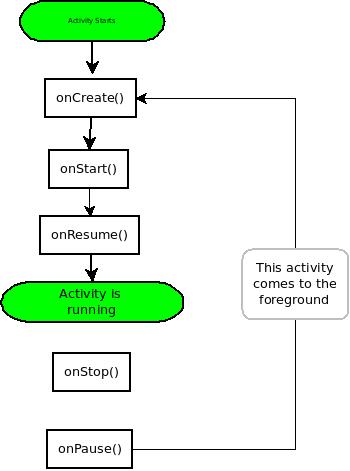 Activity Starts
onCreate()
onStart()
onResume()
This activity
comes to the
foreground
Activity is
running
onStop()
onPause()